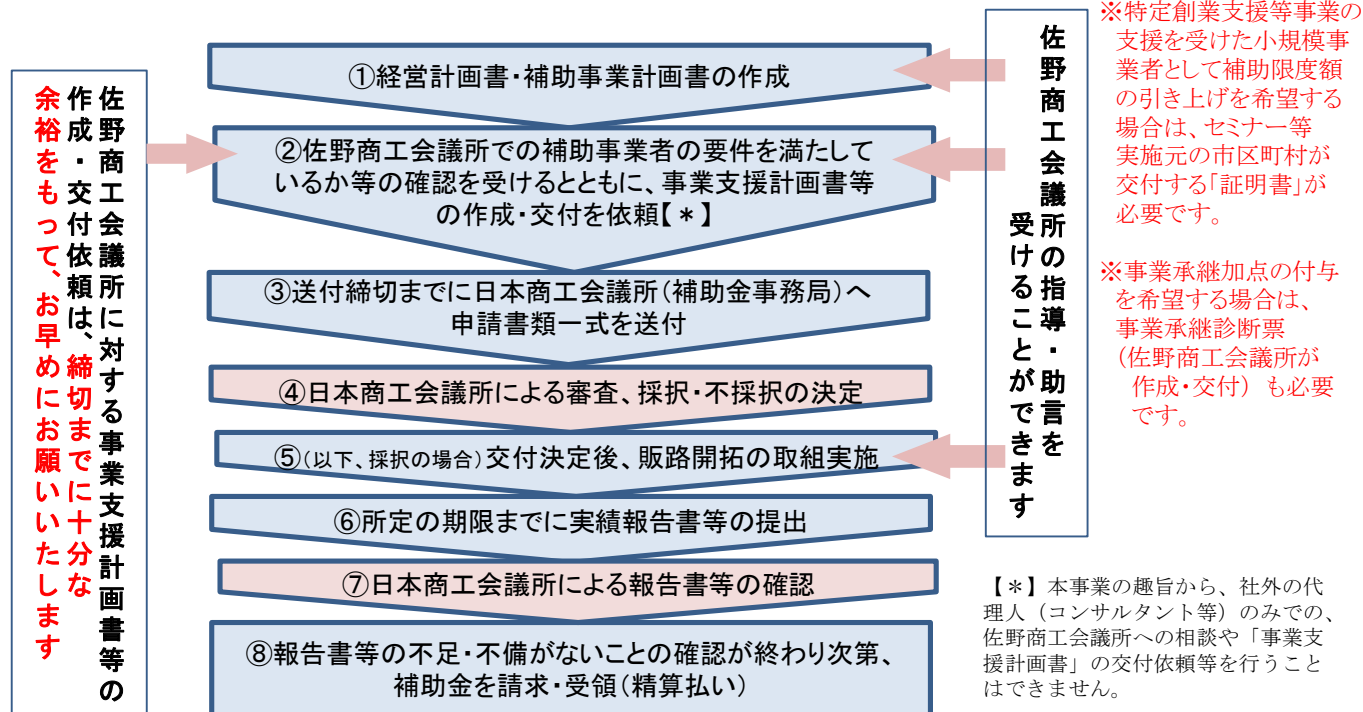 佐野商工会議所に対する事業支援計画書等の
作成・交付依頼は、締切までに十分な
余裕をもって、お早めにお願いいたします
①経営計画書・補助事業計画書の作成
②佐野商工会議所での補助事業者の要件を満たして
いるか等の確認を受けるとともに、事業支援計画書等
の作成・交付を依頼【*】
③送付締切までに日本商工会議所(補助金事務局)へ
申請書類一式を送付
④日本商工会議所による審査、採択・不採択の決定
⑤(以下、採択の場合)交付決定後、販路開拓の取組実施
⑥所定の期限までに実績報告書等の提出
⑦日本商工会議所による報告書等の確認
⑧報告書等の不足・不備がないことの確認が終わり次第、
補助金を請求・受領(精算払い)
佐野商工会議所の指導・助言を
受けることができます
※特定創業支援等事業の
支援を受けた小規模事
業者として補助限度額
の引き上げを希望する
場合は、セミナー等
実施元の市区町村が
交付する「証明書」が
必要です。
※事業承継加点の付与
を希望する場合は、
事業承継診断票
(佐野商工会議所が
作成・交付)も必要
です。
【*】本事業の趣旨から、社外の代
理人(コンサルタント等)のみでの、
佐野商工会議所への相談や「事業支
援計画書」の交付依頼等を行うこと
はできません。